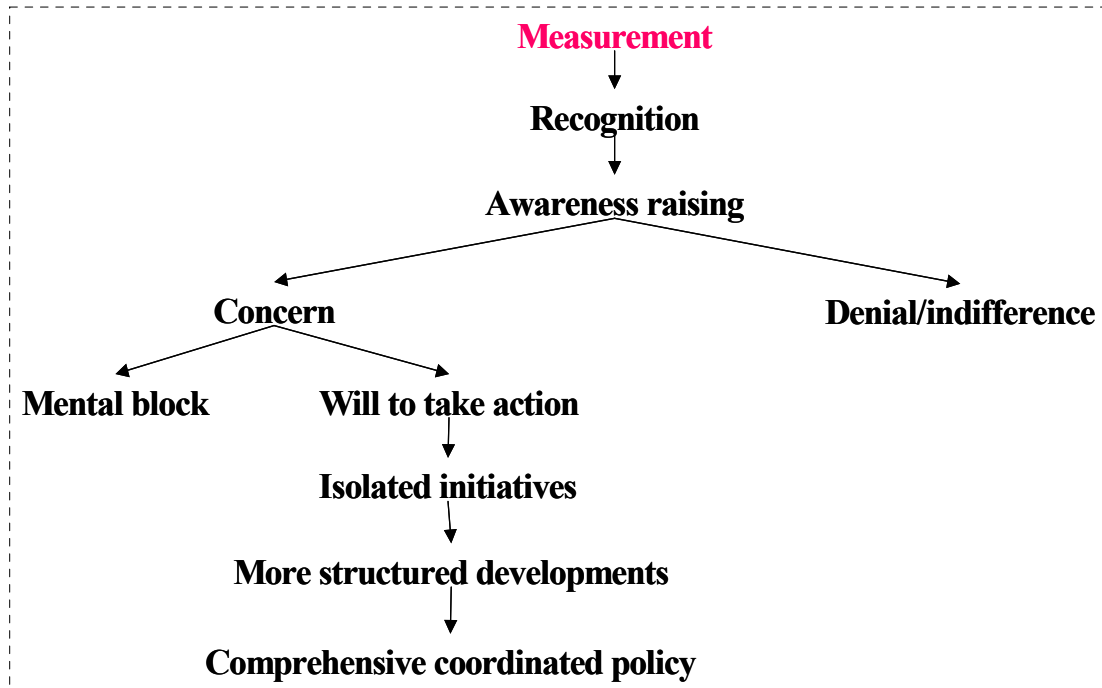 Measurement
Recognition
Awareness raising
Concern
Denial/indifference
Mental block
Will to take action
Isolated initiatives
More structured developments
Comprehensive coordinated policy